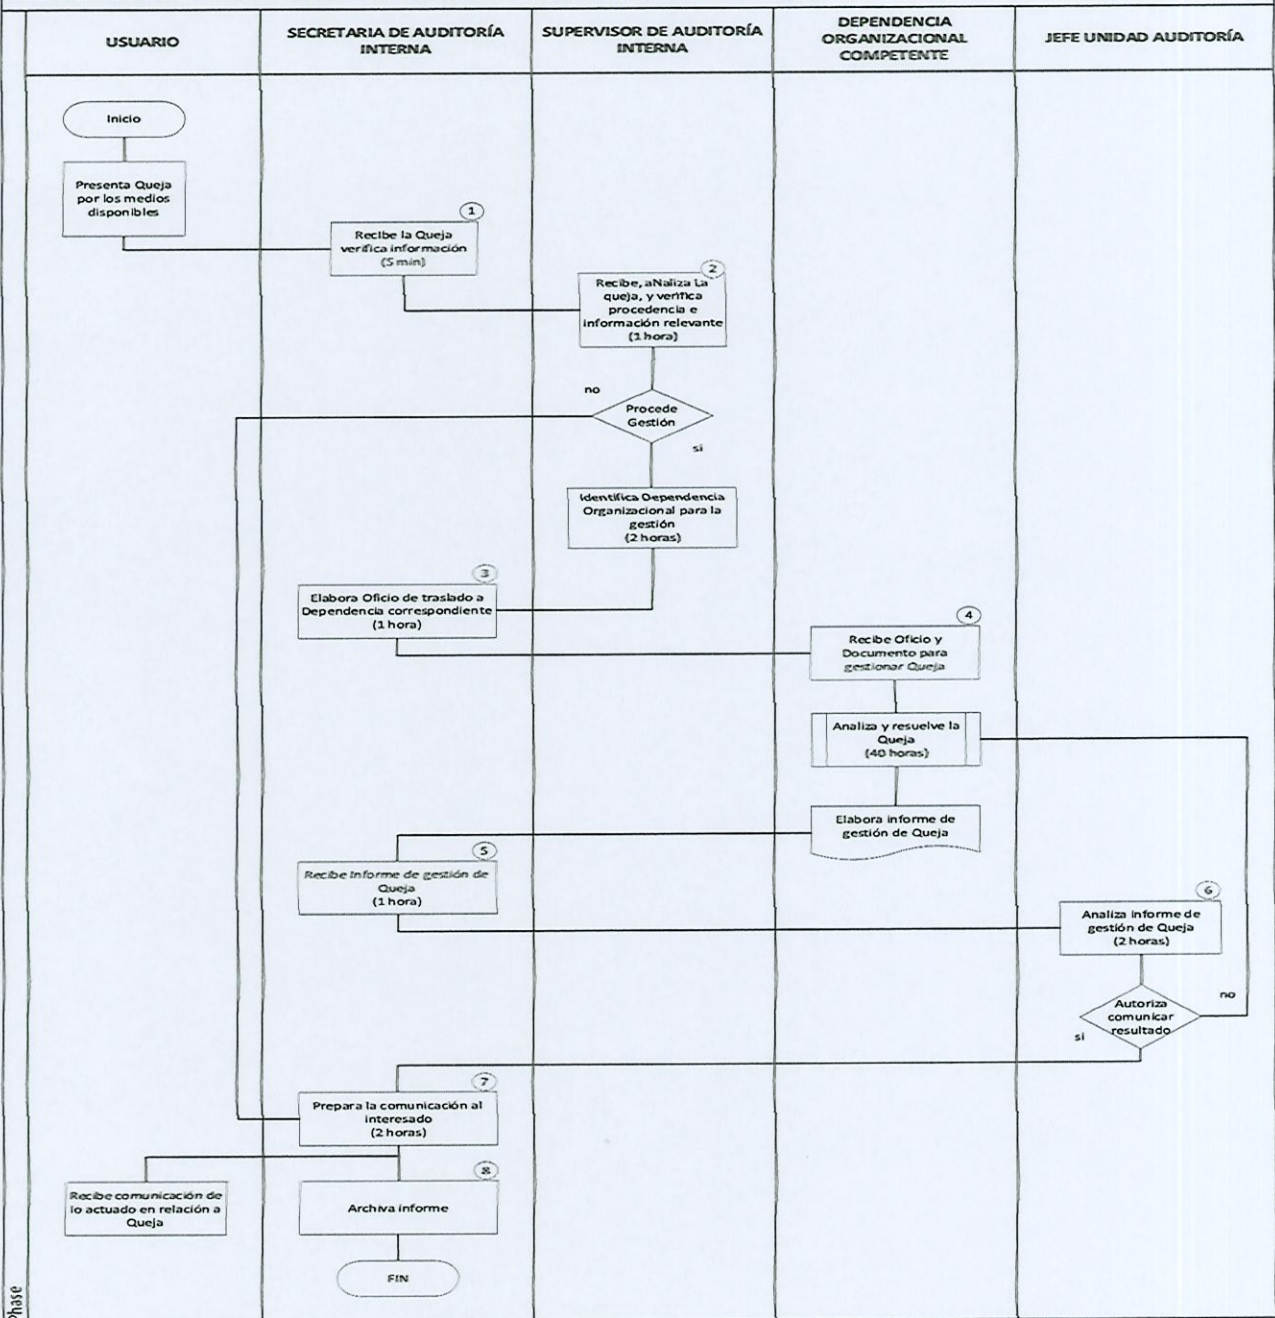 USUARIO
SECRETARIA DE AUDITORÍA
INTERNA
SUPERVISOR DE AUDITORÍA
INTERNA
DEPENDENCIA
ORGANIZACIONAL
COMPETENTE
JEFE UNIDAD AUDITORÍA
Inicio
Presenta Queja
por los medios
disponibles
1
Recibe la Queja
verifica información
(5 min)
2
Recibe, aNaliza La
queja, y verifica
procedencia e
información relevante
(1 hora)
no
Procede
Gestión
si
Identifica Dependencia
Organizacional para la
gestión
(2 horas)
3
Elabora Oficio de traslado a
Dependencia correspondiente
(1 hora)
4
Recibe Oficio y
Documento para
gestionar Queja
Analiza y resuelve la
Queja
(40 horas)
Elabora informe de
gestión de Queja
5
Recibe Informe de gestión de
Queja
(1 hora)
6
Analiza informe de
gestión de Queja
(2 horas)
Autoriza
comunicar
resultado
no
si
7
Prepara la comunicación al
interesado
(2 horas)
Recibe comunicación de
lo actuado en relación a
Queja
8
Archiva informe
FIN
Phase